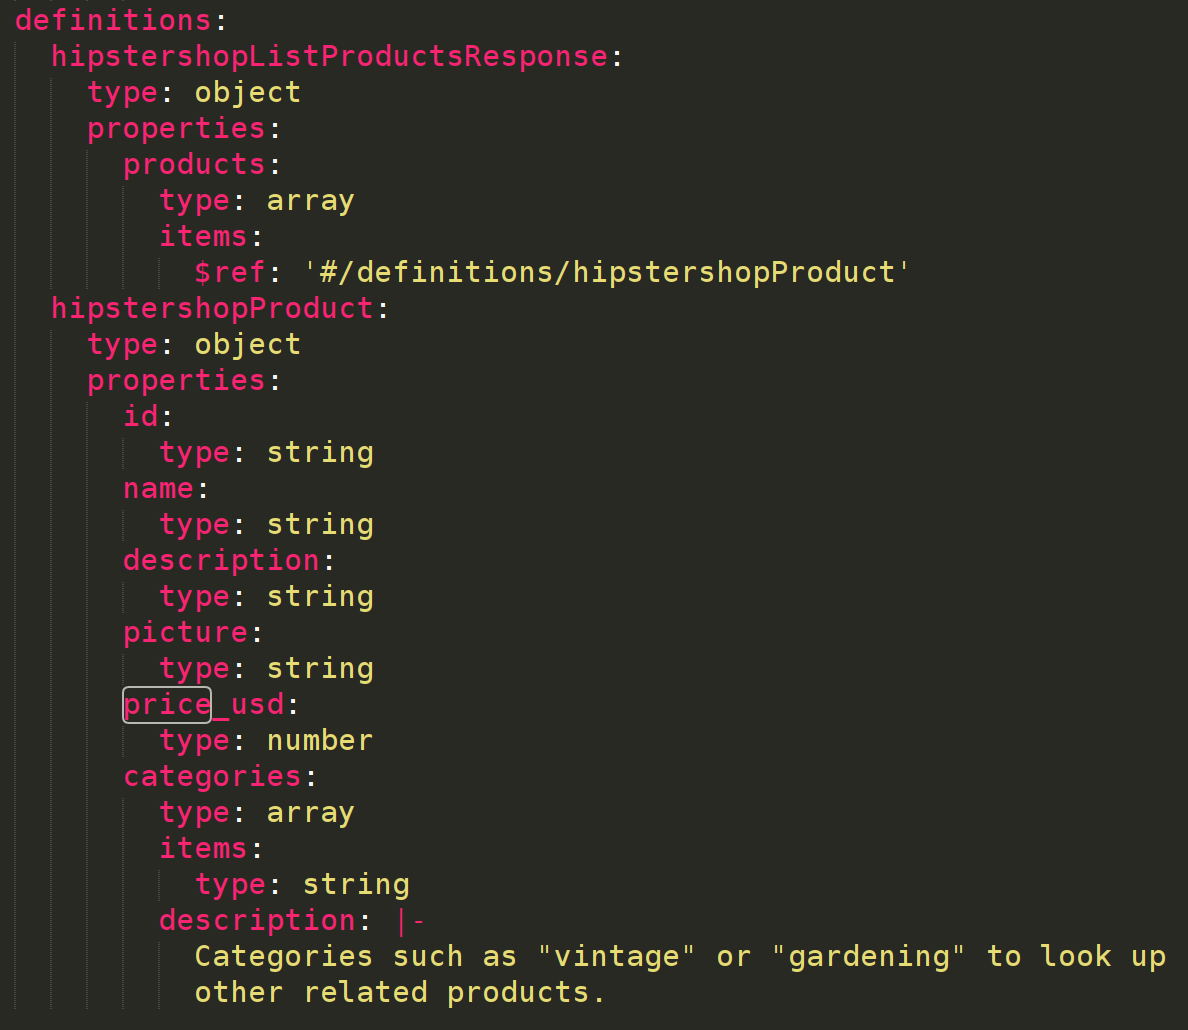 definitions:
  hipstershopListProductsResponse:
    type: object
    properties:
      products:
        type: array
        items:
          $ref: '#/definitions/hipstershopProduct'
  hipstershopProduct:
    type: object
    properties:
      id:
        type: string
      name:
        type: string
      description:
        type: string
      picture:
        type: string
      price_usd:
        type: number
      categories:
        type: array
        items:
          type: string
        description: |-
          Categories such as "vintage" or "gardening" to look up
          other related products.